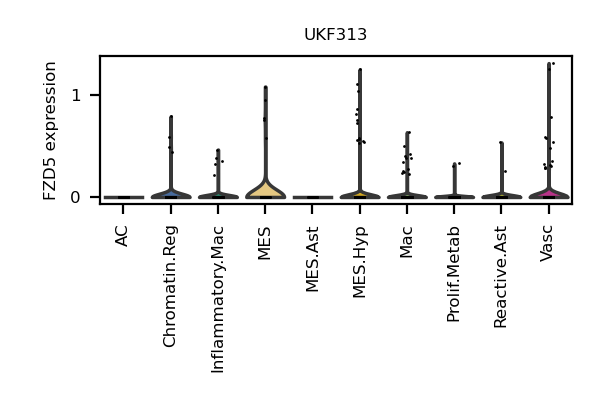 UKF313
FZD5 expression
1
0
AC
Chromatin.Reg
Inflammatory.Mac
MES
MES.Ast
MES.Hyp
Mac
Prolif.Metab
Reactive.Ast
Vasc